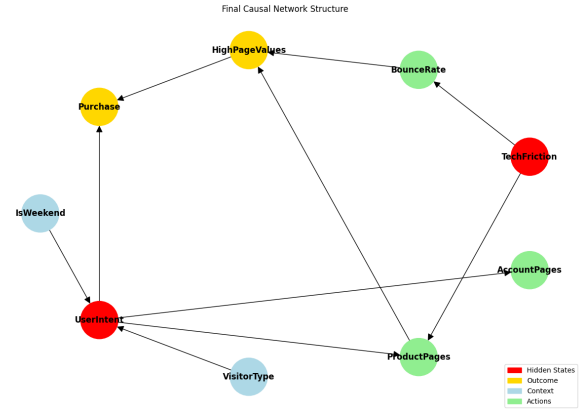 Final Causal Network Structure
HighPageValues
BounceRate
Purchase
TechFriction
IsWeekend
AccountPages
UserIntent
ProductPages
VisitorType
Hidden States
Outcome
Context
Actions